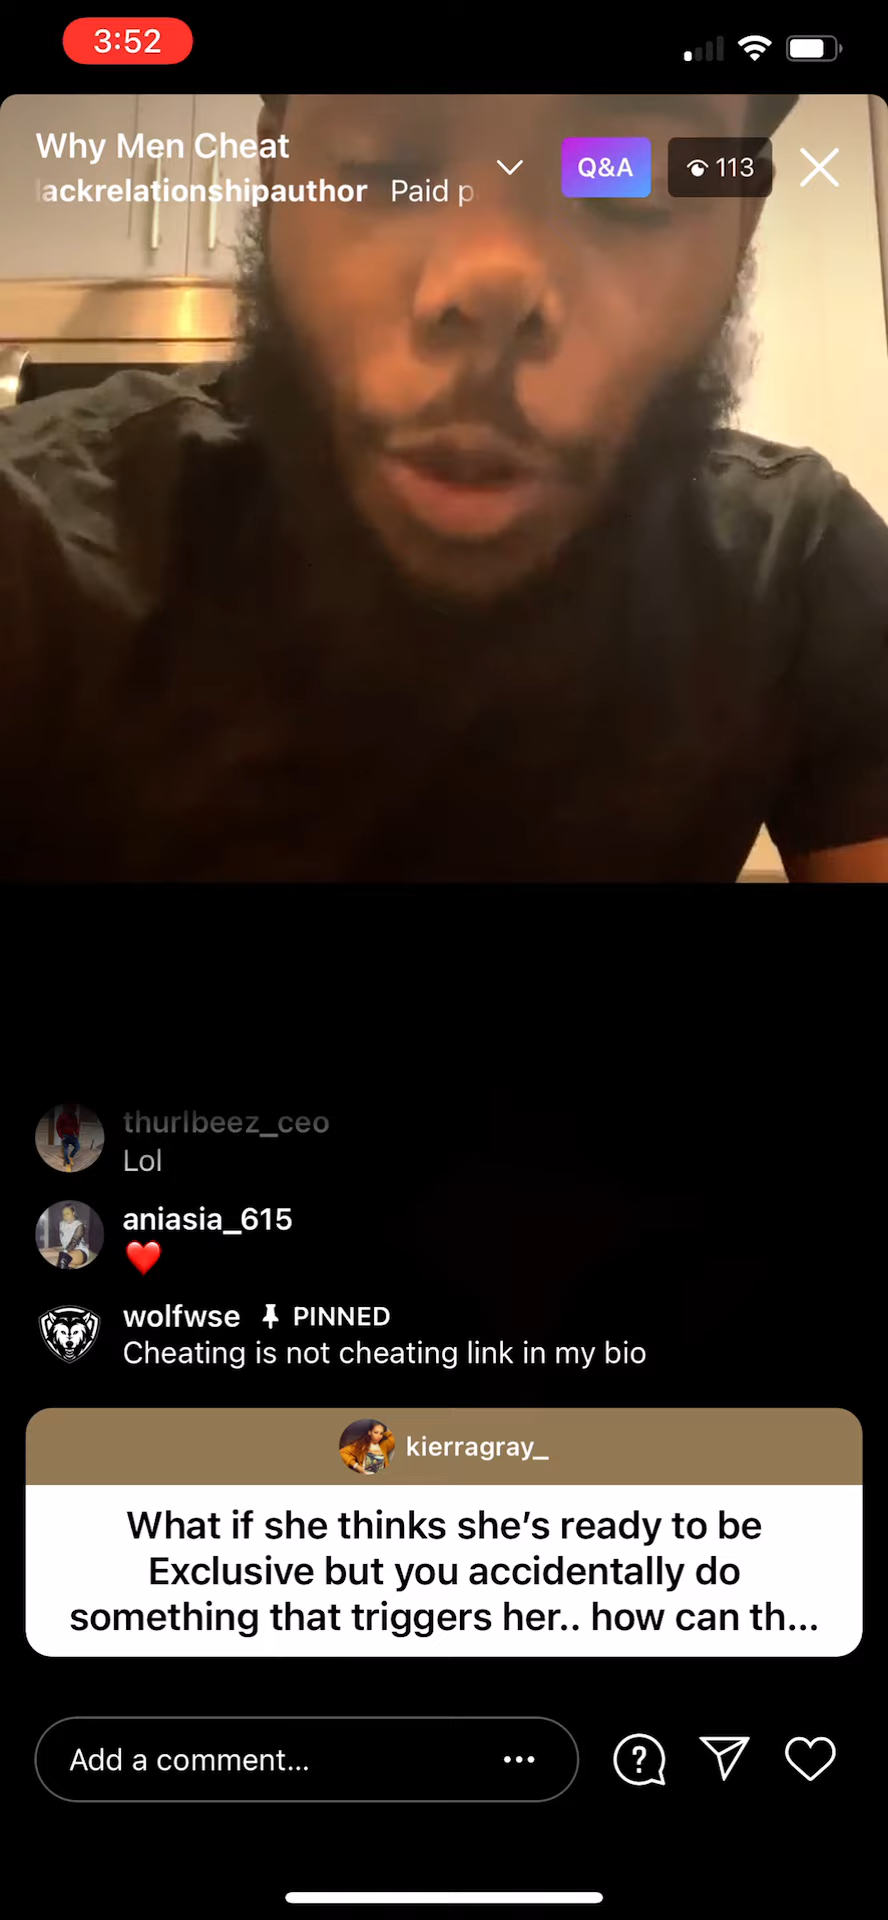 3:52
Why Men Cheat
lackrelationshipauthor Paid p
Q&A
113
thurlbeez_ceo
Lol
aniasia_615
wolfwse PINNED
Cheating is not cheating link in my bio
kierragray_
What if she thinks she's ready to be
Exclusive but you accidentally do
something that triggers her.. how can th...
Add a comment...